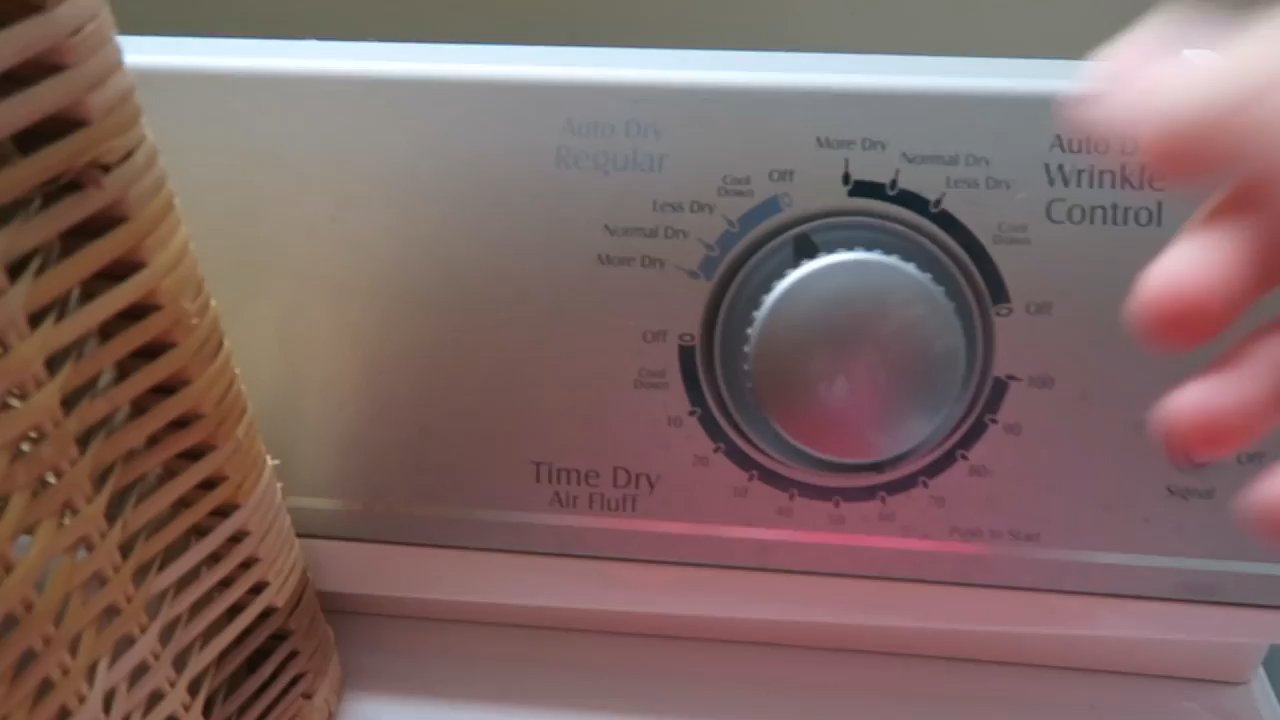 Auto Dry
Regular
Off
Cool
Down
Less Dry
Normal Dry
More Dry
More Dry
Normal Dry
Less Dry
Cool
Down
Off
Auto D
Wrinkle
Control
Off
Cool
Down
10
20
30
40
50
60
70
80
90
100
Time Dry
Air Fluff
Push to Start
Off
Signal